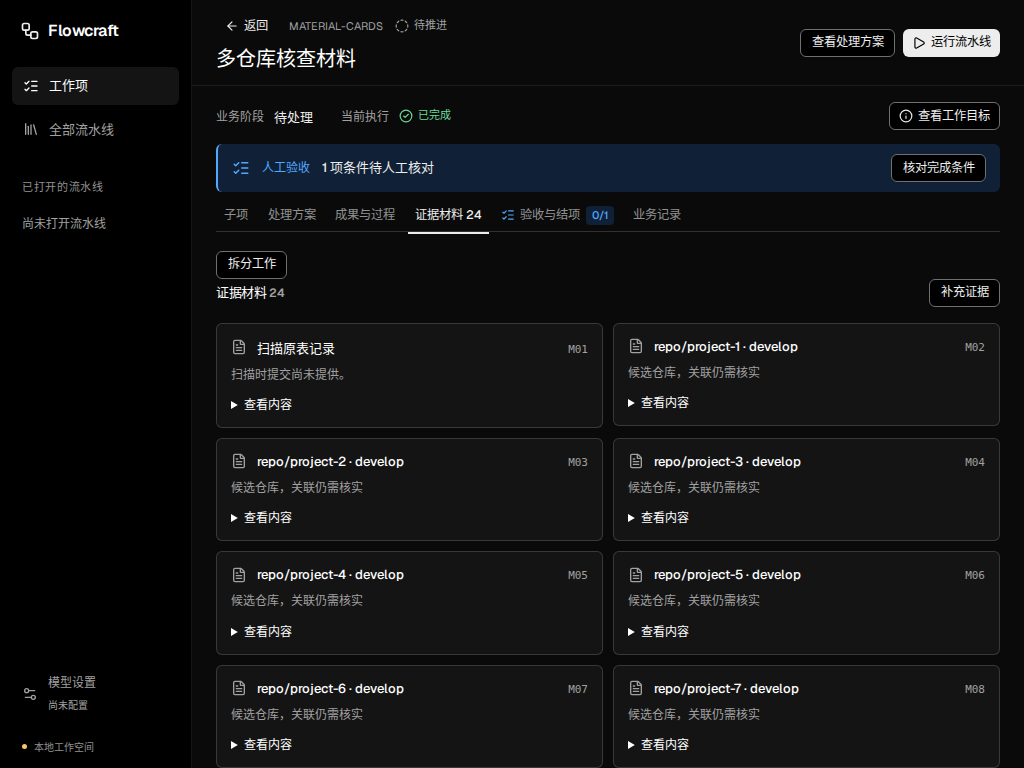 Flowcraft
工作项
全部流水线
已打开的流水线
尚未打开流水线
模型设置
尚未配置
本地工作空间
返回 MATERIAL-CARDS 待推进
多仓库核查材料
查看处理方案 运行流水线
业务阶段 待处理 当前执行 已完成
查看工作目标
人工验收 1 项条件待人工核对
核对完成条件
子项 处理方案 成果与过程 证据材料 24 验收与结项 0/1 业务记录
拆分工作
证据材料 24
补充证据
扫描原表记录 M01
扫描时提交尚未提供。
查看内容
repo/project-1 · develop M02
候选仓库，关联仍需核实
查看内容
repo/project-2 · develop M03
候选仓库，关联仍需核实
查看内容
repo/project-3 · develop M04
候选仓库，关联仍需核实
查看内容
repo/project-4 · develop M05
候选仓库，关联仍需核实
查看内容
repo/project-5 · develop M06
候选仓库，关联仍需核实
查看内容
repo/project-6 · develop M07
候选仓库，关联仍需核实
查看内容
repo/project-7 · develop M08
候选仓库，关联仍需核实
查看内容